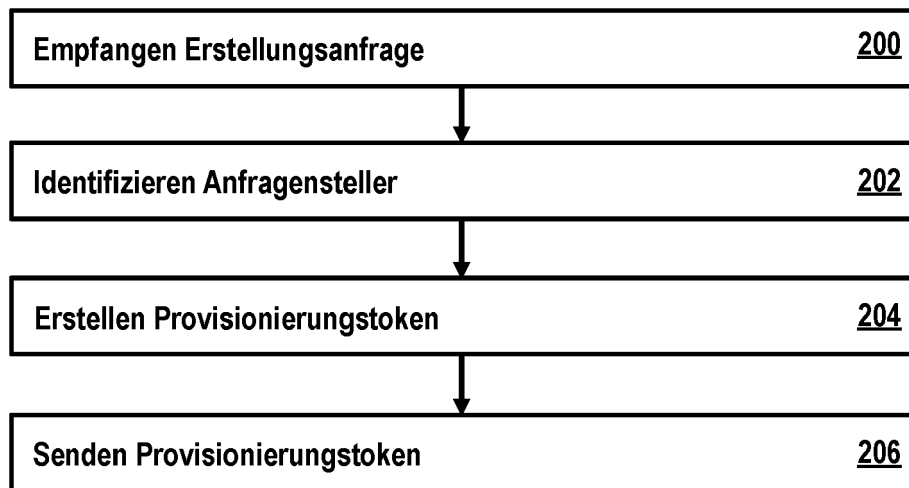 Empfangen Erstellungsanfrage 200
Identifizieren Anfragensteller 202
Erstellen Provisionierungstoken 204
Senden Provisionierungstoken 206